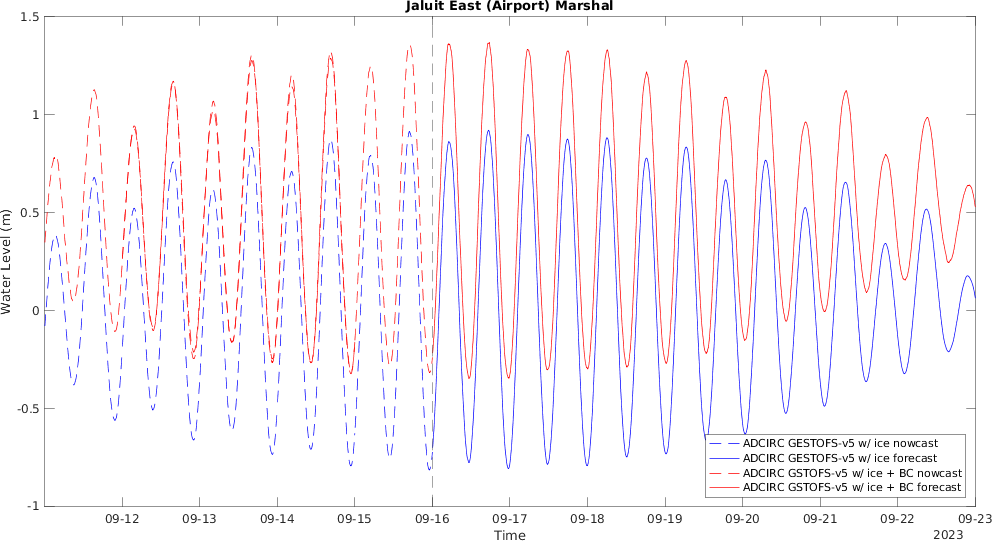 Jaluit East (Airport) Marshal
Water Level (m)
1.5
1
0.5
0
-0.5
-1
ADCIRC GESTOFS-v5 w/ ice nowcast
ADCIRC GESTOFS-v5 w/ ice forecast
ADCIRC GSTOFS-v5 w/ ice + BC nowcast
ADCIRC GSTOFS-v5 w/ ice + BC forecast
09-12 09-13 09-14 09-15 09-16 09-17 09-18 09-19 09-20 09-21 09-22 09-23
Time
2023